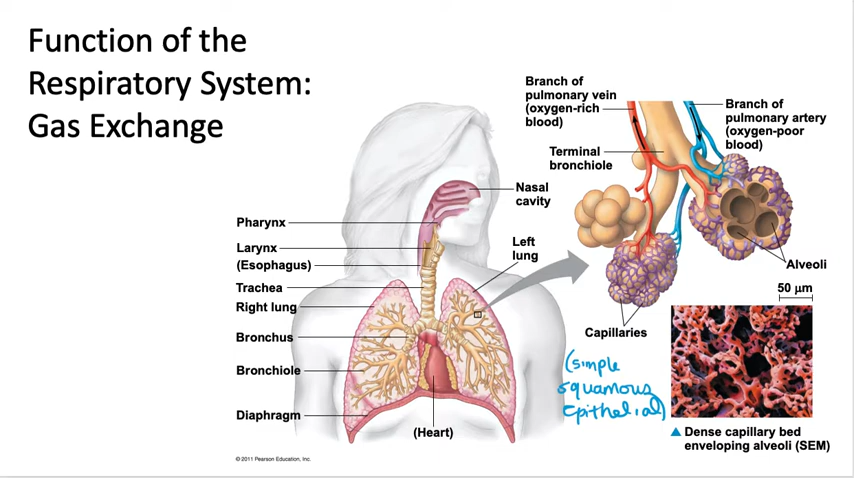 Function of the
Respiratory System:
Gas Exchange
Branch of
pulmonary vein
(oxygen-rich
blood)
Terminal
bronchiole
Branch of
pulmonary artery
(oxygen-poor
blood)
Nasal
cavity
Pharynx
Larynx
(Esophagus)
Trachea
Right lung
Bronchus
Bronchiole
Diaphragm
Left
lung
(Heart)
Alveoli
50 μm
Capillaries
(simple
squamous
epithelial)
Dense capillary bed
enveloping alveoli (SEM)
© 2011 Pearson Education, Inc.